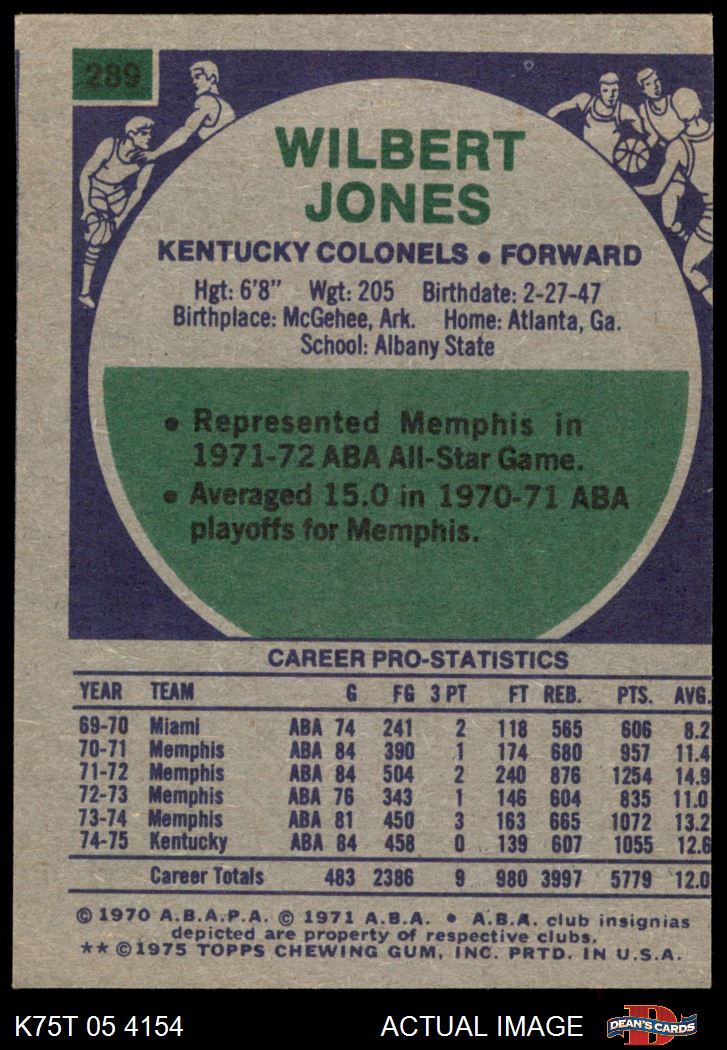 289
WILBERT
JONES
KENTUCKY COLONELS • FORWARD
Hgt: 6'8" Wgt: 205 Birthdate: 2-27-47
Birthplace: McGehee, Ark. Home: Atlanta, Ga.
School: Albany State
• Represented Memphis in
1971-72 ABA All-Star Game.
• Averaged 15.0 in 1970-71 ABA
playoffs for Memphis.
CAREER PRO-STATISTICS
YEAR TEAM G FG 3 PT FT REB. PTS. AVG.
69-70 Miami ABA 74 241 2 118 565 606 8.2
70-71 Memphis ABA 84 390 1 174 680 957 11.4
71-72 Memphis ABA 84 504 2 240 876 1254 14.9
72-73 Memphis ABA 76 343 1 146 604 835 11.0
73-74 Memphis ABA 81 450 3 163 665 1072 13.2
74-75 Kentucky ABA 84 458 0 139 607 1055 12.6
Career Totals 483 2386 9 980 3997 5779 12.0
© 1970 A.B.A.P.A. © 1971 A.B.A. • A.B.A. club insignias
depicted are property of respective clubs.
** © 1975 TOPPS CHEWING GUM, INC. PRTD. IN U.S.A.
K75T 05 4154 ACTUAL IMAGE
D
DEAN'S CARDS